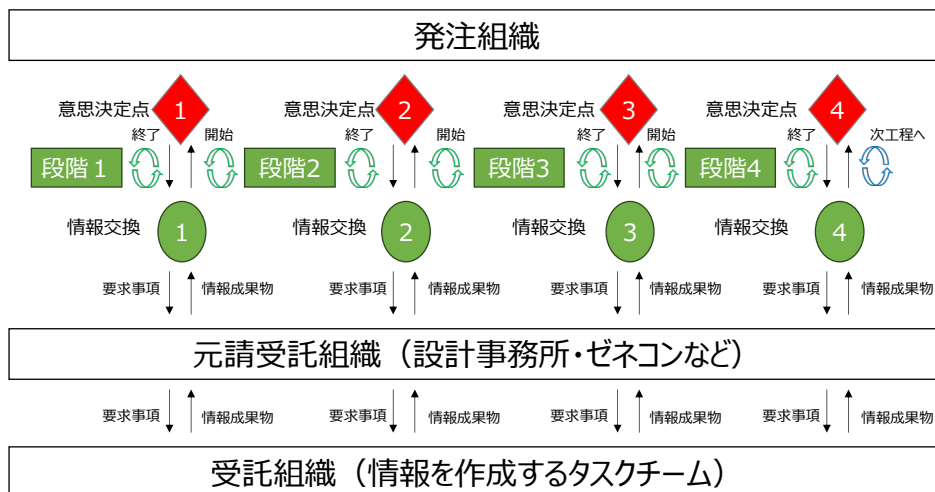 発注組織
意思決定点 1 意思決定点 2 意思決定点 3 意思決定点 4
終了 開始 終了 開始 終了 開始 終了 次工程へ
段階1 段階2 段階3 段階4
情報交換 1 情報交換 2 情報交換 3 情報交換 4
要求事項 情報成果物 要求事項 情報成果物 要求事項 情報成果物 要求事項 情報成果物
元請受託組織（設計事務所・ゼネコンなど）
要求事項 情報成果物 要求事項 情報成果物 要求事項 情報成果物 要求事項 情報成果物
受託組織（情報を作成するタスクチーム）